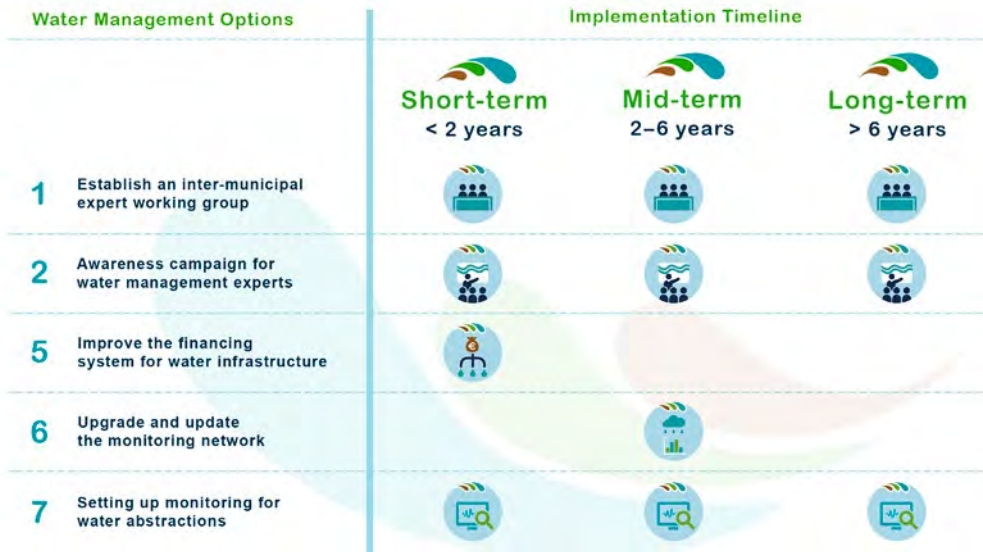 Water Management Options
Implementation Timeline
Short-term
< 2 years
Mid-term
2–6 years
Long-term
> 6 years
1
Establish an inter-municipal
expert working group
2
Awareness campaign for
water management experts
5
Improve the financing
system for water infrastructure
€
6
Upgrade and update
the monitoring network
7
Setting up monitoring for
water abstractions